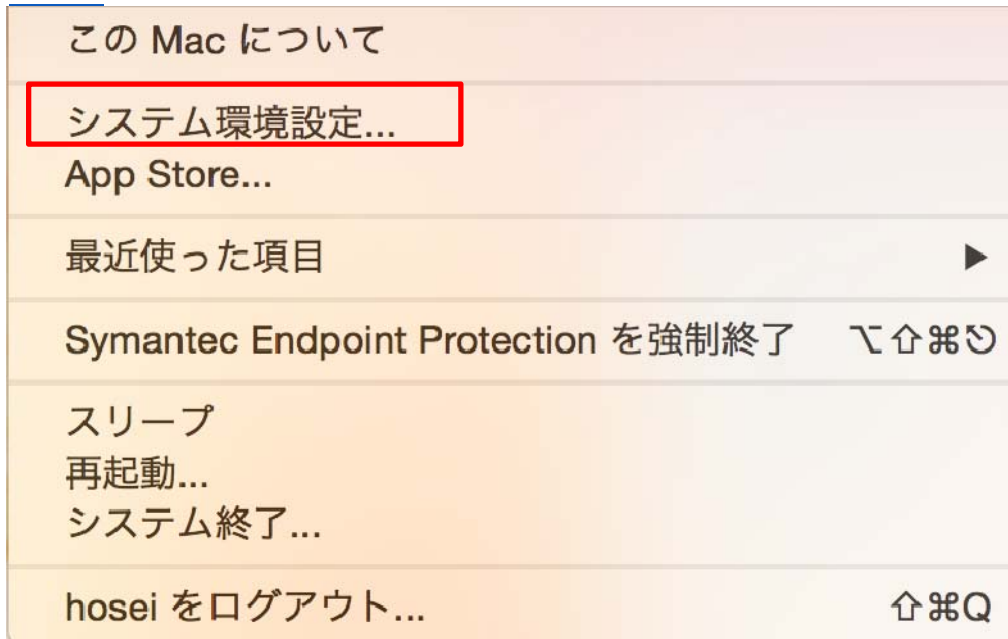 この Mac について
システム環境設定...
App Store...
最近使った項目 ▶
Symantec Endpoint Protection を強制終了 ⌥⇧⌘⎋
スリープ
再起動...
システム終了...
hosei をログアウト... ⇧⌘Q